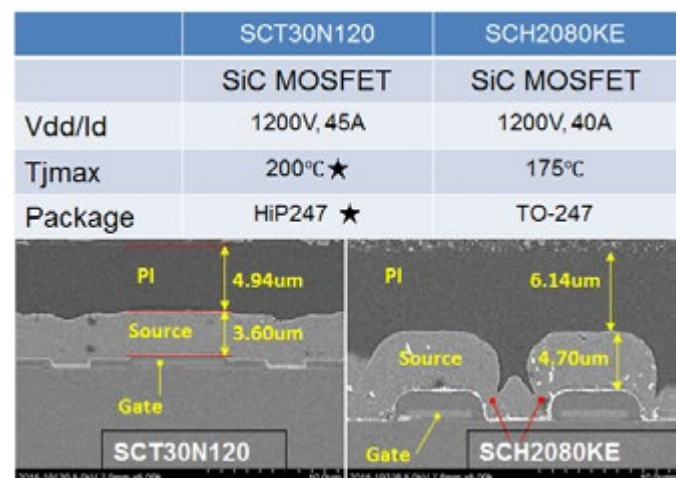 SCT30N120 SCH2080KE
SiC MOSFET SiC MOSFET
Vdd/Id 1200V, 45A 1200V, 40A
Tjmax 200℃★ 175℃
Package HiP247 ★ TO-247
PI 4.94um
Source 3.60um
Gate
SCT30N120
PI 6.14um
Source 4.70um
Gate
SCH2080KE